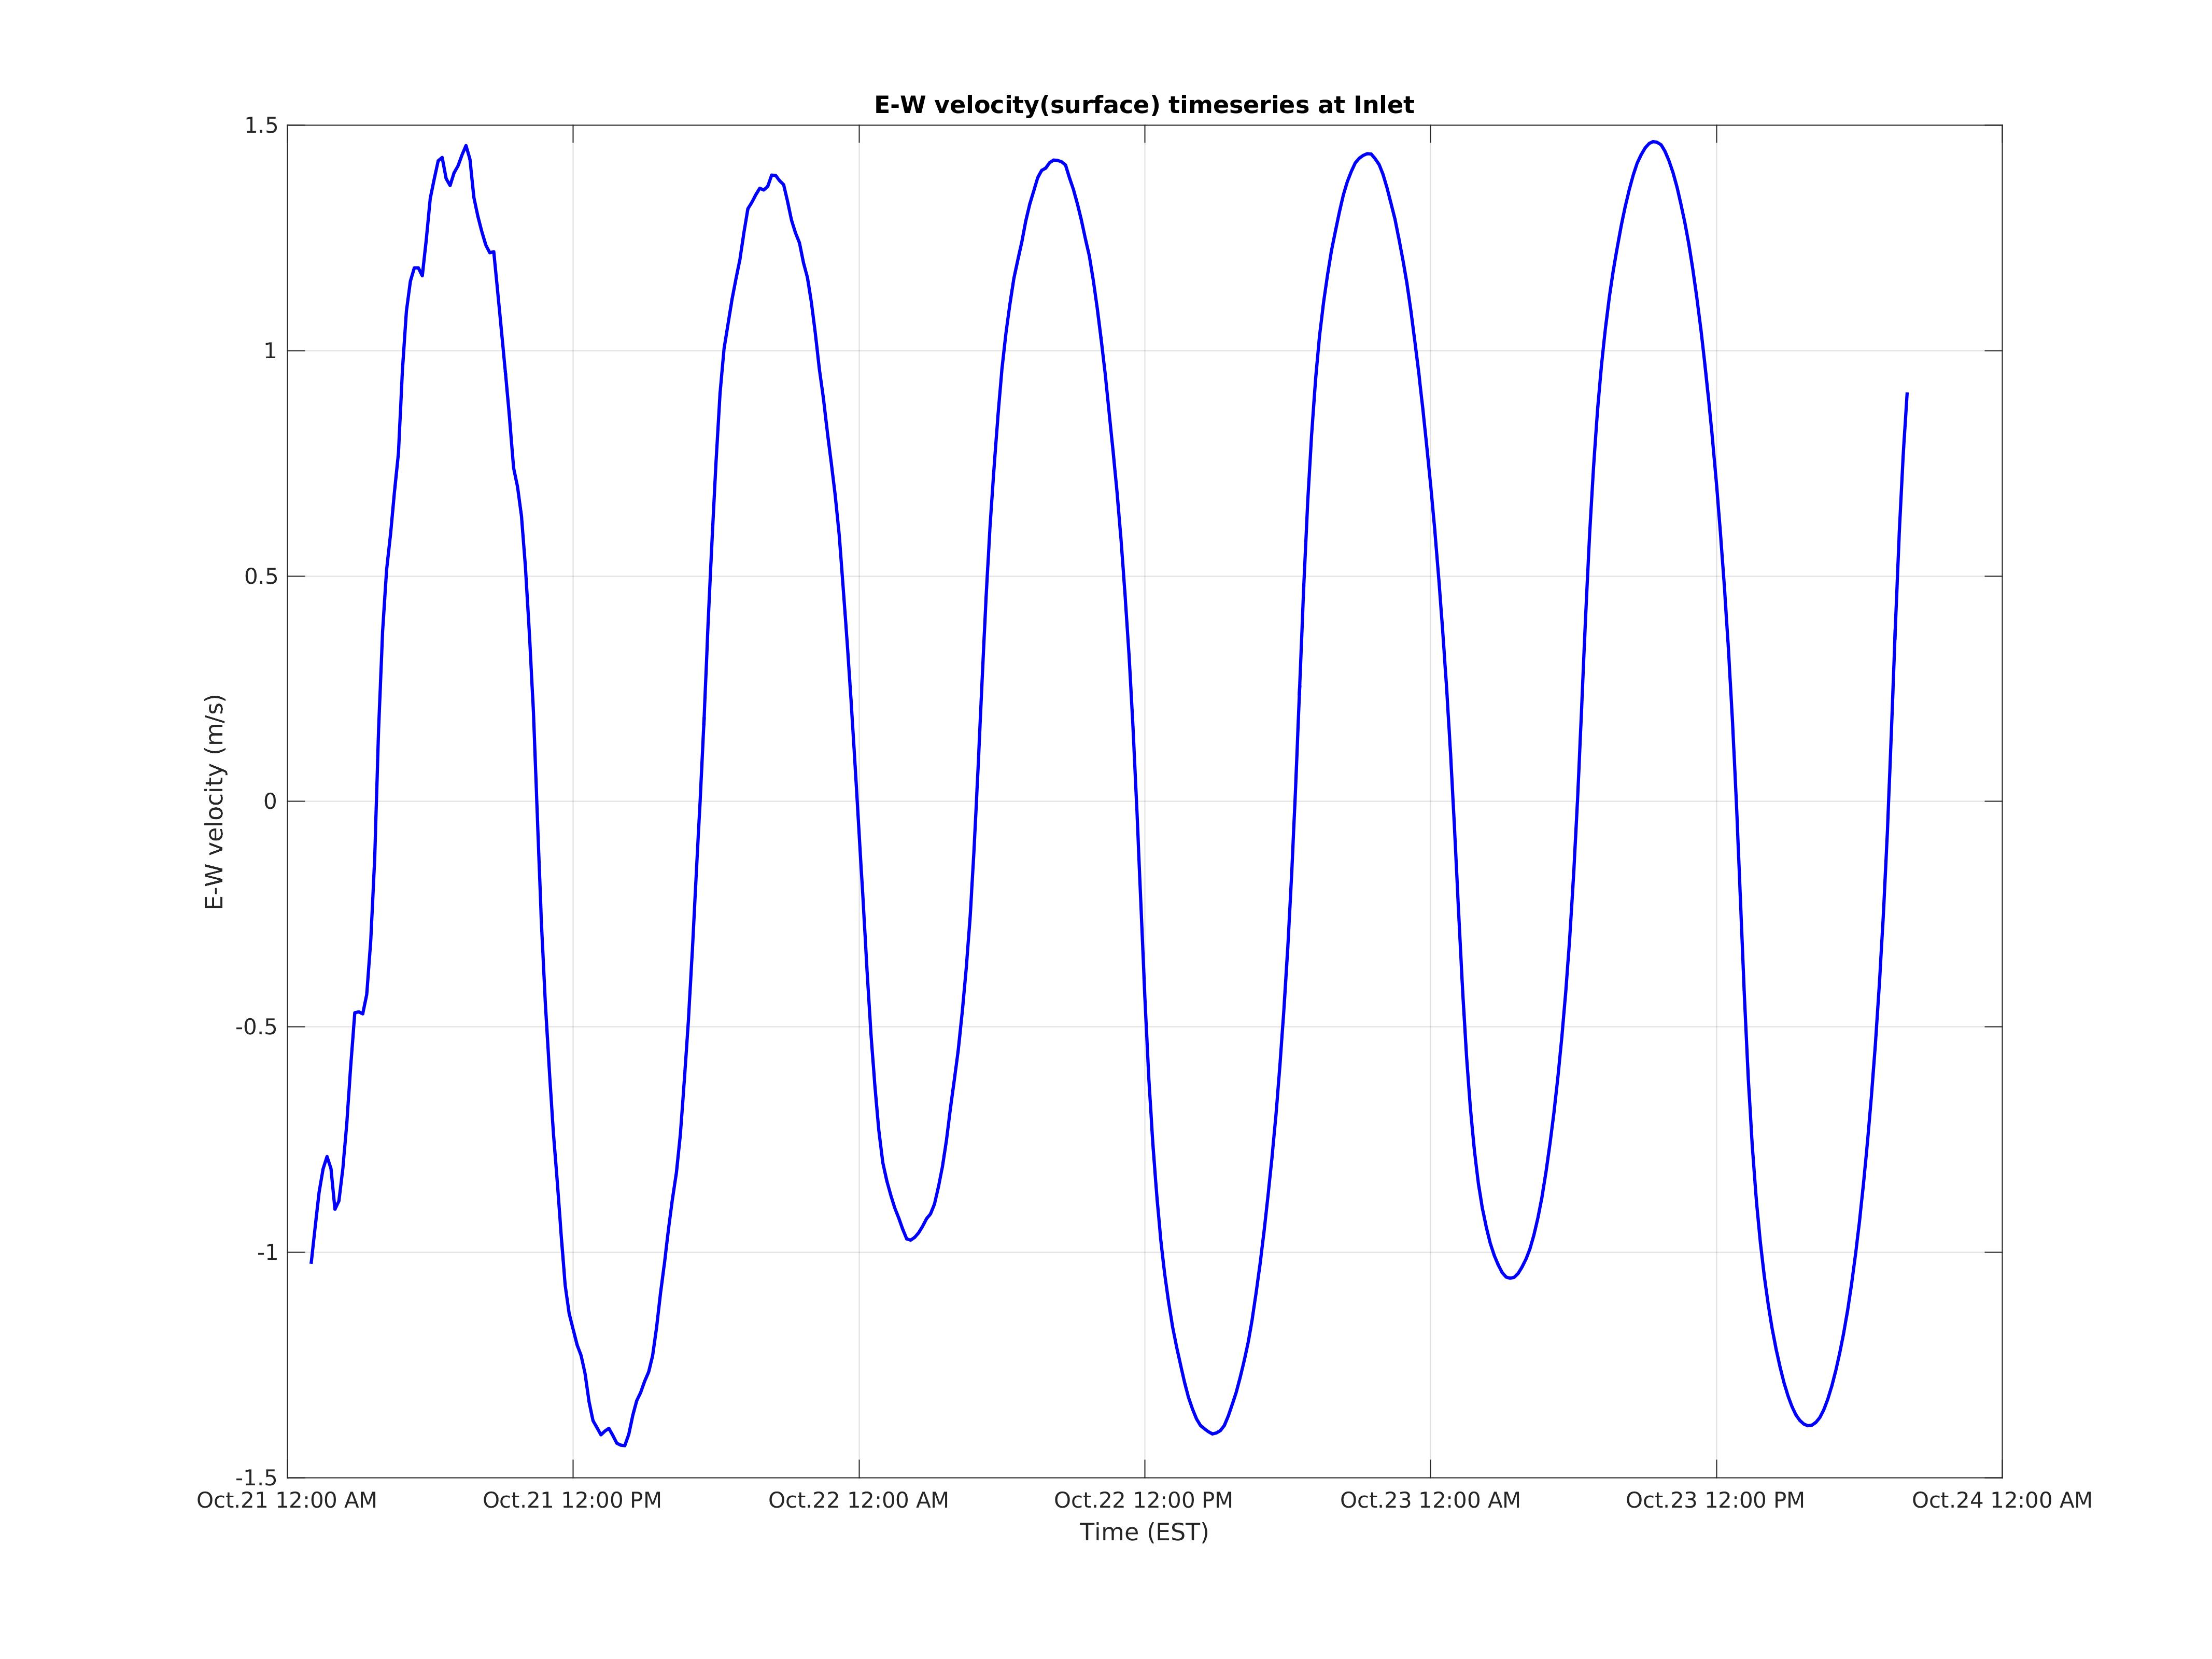 E-W velocity(surface) timeseries at Inlet
1.5
1
0.5
0
-0.5
-1
-1.5
E-W velocity (m/s)
Oct.21 12:00 AM Oct.21 12:00 PM Oct.22 12:00 AM Oct.22 12:00 PM Oct.23 12:00 AM Oct.23 12:00 PM Oct.24 12:00 AM
Time (EST)